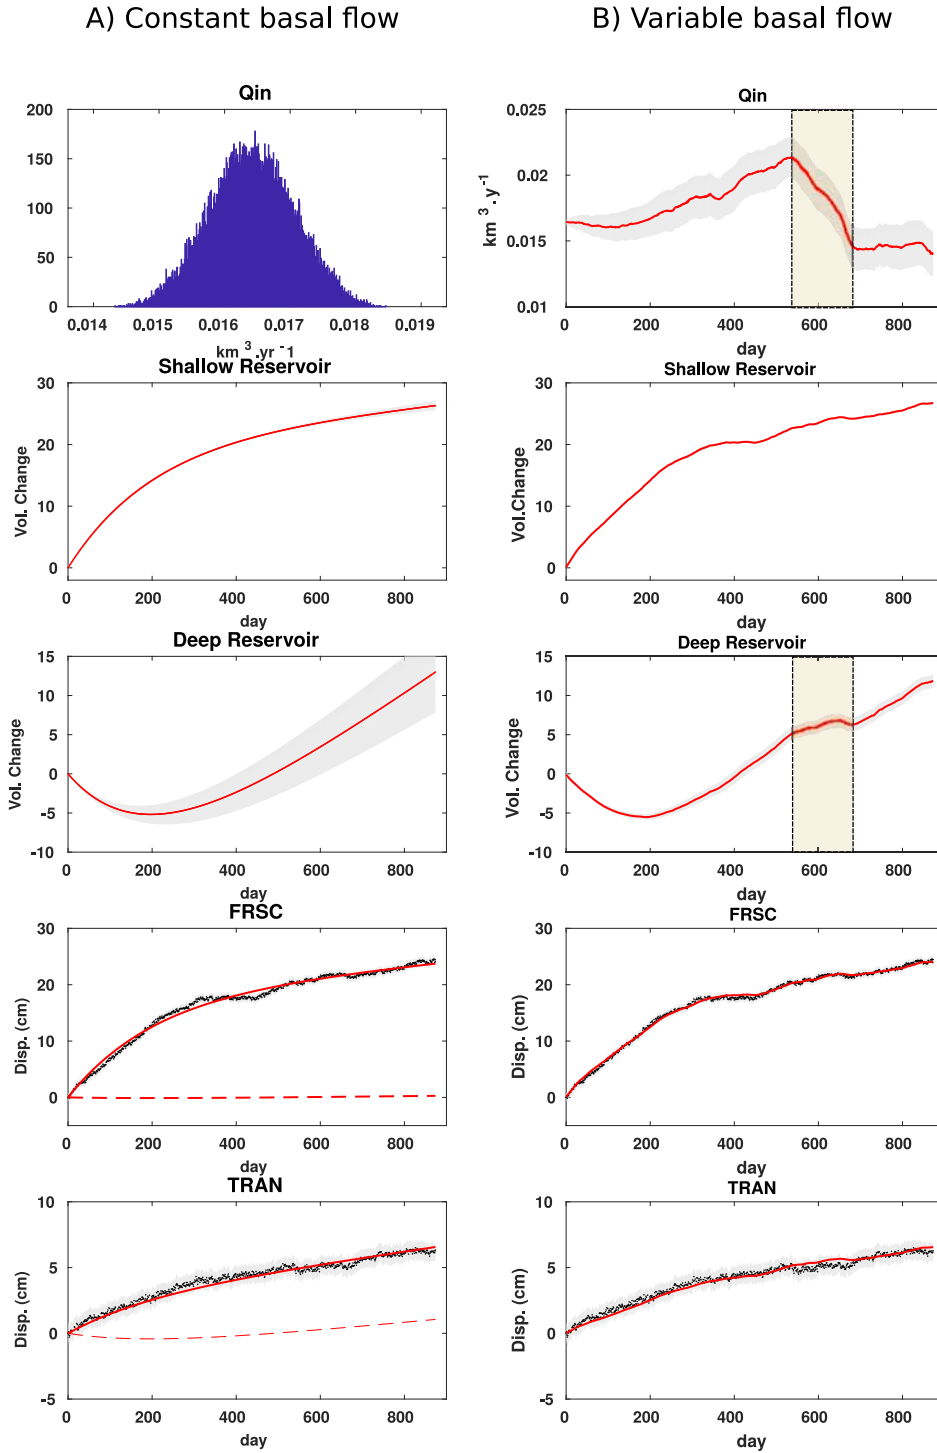 A) Constant basal flow
Qin
200
150
100
50
0
0.014 0.015 0.016 0.017 0.018 0.019
km³.yr⁻1
Shallow Reservoir
Vol. Change
30
20
10
0
0 200 400 600 800
day
Deep Reservoir
Vol. Change
15
10
5
0
-5
-10
0 200 400 600 800
day
FRSC
Disp. (cm)
30
20
10
0
0 200 400 600 800
day
TRAN
Disp. (cm)
10
5
0
-5
0 200 400 600 800
day
B) Variable basal flow
Qin
km³.y⁻¹
0.025
0.02
0.015
0.01
0 200 400 600 800
day
Shallow Reservoir
Vol.Change
30
20
10
0
0 200 400 600 800
day
Deep Reservoir
Vol. Change
15
10
5
0
-5
-10
0 200 400 600 800
day
FRSC
Disp. (cm)
30
20
10
0
0 200 400 600 800
day
TRAN
Disp. (cm)
10
5
0
-5
0 200 400 600 800
day